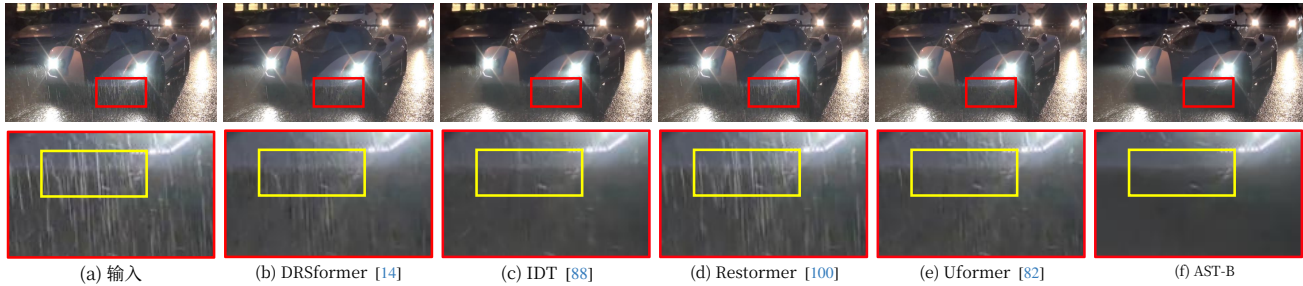 (a) 输入
(b) DRSformer [14]
(c) IDT [88]
(d) Restormer [100]
(e) Uformer [82]
(f) AST-B